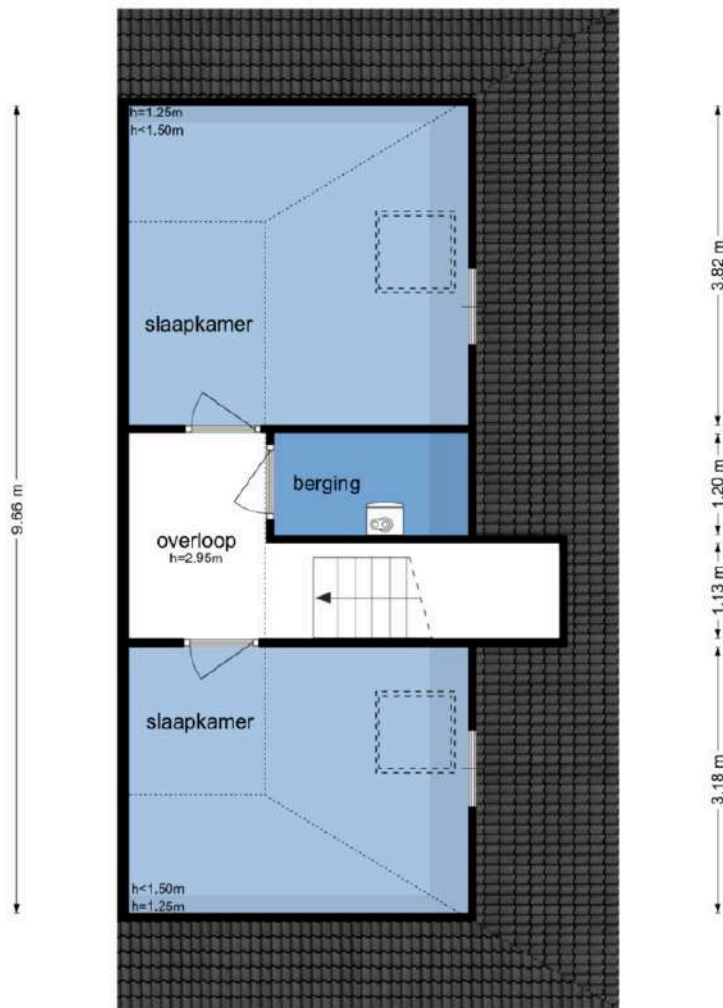 h=1.25m
h<1.50m
slaapkamer
berging
overloop
h=2.95m
slaapkamer
h<1.50m
h=1.25m
9.66 m
3.82 m
1.20 m
1.13 m
3.18 m